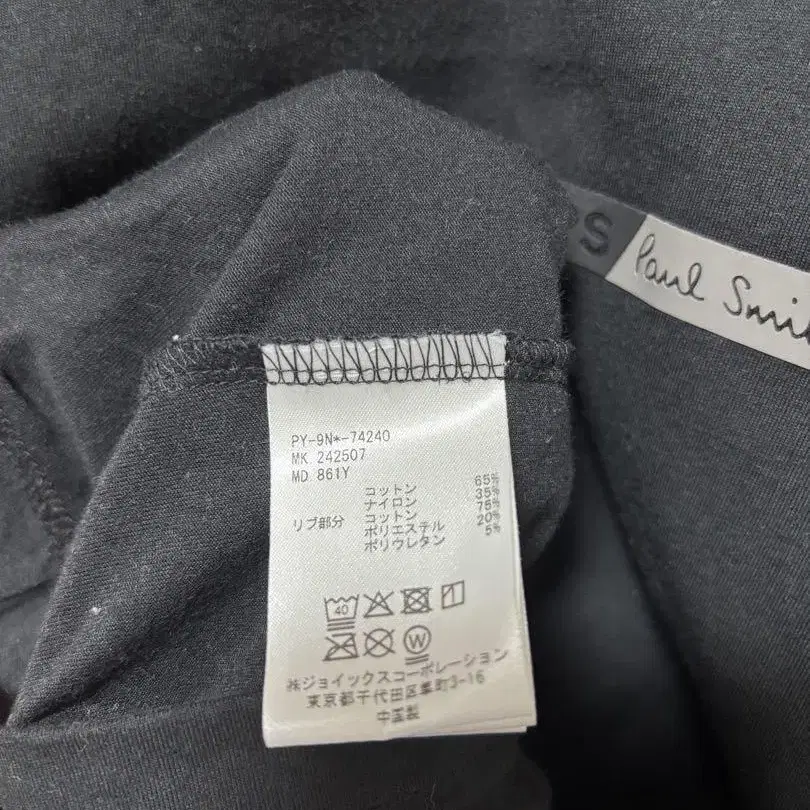 PS Paul Smith
PY-9N*-74240
MK 242507
MD 861Y
コットン 65%
ナイロン 35%
リブ部分 コットン 75%
ポリエステル 20%
ポリウレタン 5%
40
W
㈱ジョイックスコーポレーション
東京都千代田区麹町3-16
中国製